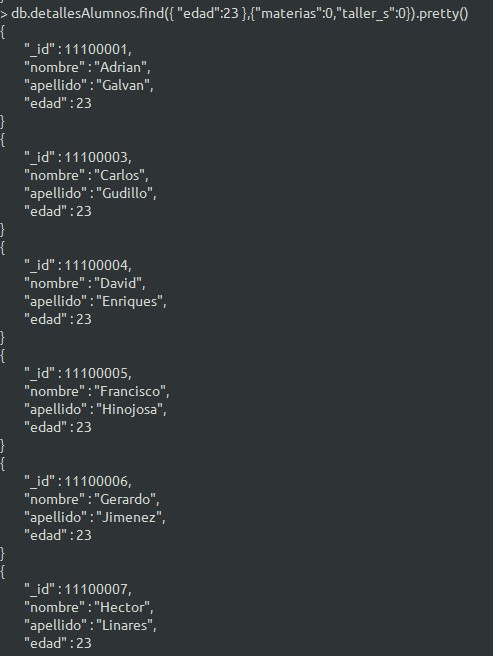 > db.detallesAlumnos.find({ "edad":23 },{"materias":0,"taller_s":0}).pretty()
{
"_id" : 11100001,
"nombre" : "Adrian",
"apellido" : "Galvan",
"edad" : 23
}
{
"_id" : 11100003,
"nombre" : "Carlos",
"apellido" : "Gudillo",
"edad" : 23
}
{
"_id" : 11100004,
"nombre" : "David",
"apellido" : "Enriques",
"edad" : 23
}
{
"_id" : 11100005,
"nombre" : "Francisco",
"apellido" : "Hinojosa",
"edad" : 23
}
{
"_id" : 11100006,
"nombre" : "Gerardo",
"apellido" : "Jimenez",
"edad" : 23
}
{
"_id" : 11100007,
"nombre" : "Hector",
"apellido" : "Linares",
"edad" : 23